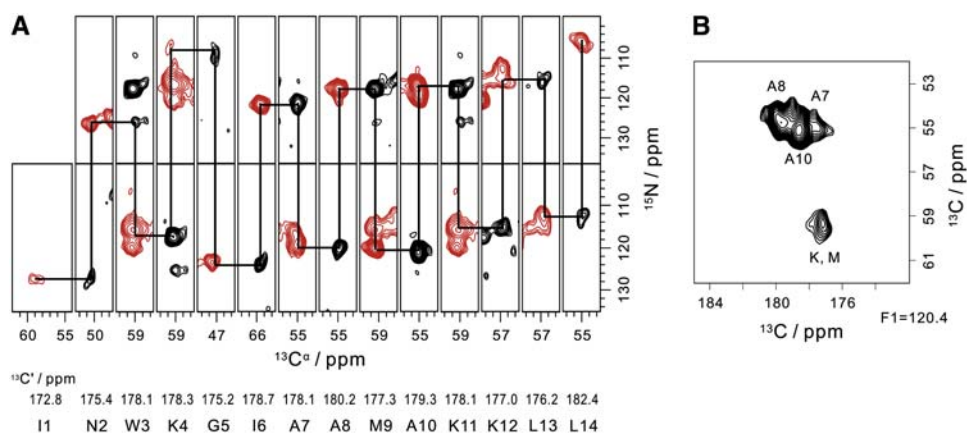 A
110
120
130
15N / ppm
110
120
130
60 55 50 59 59 47 66 55 55 59 55 59 57 57 55
13Cα / ppm
13C' / ppm
172.8 175.4 178.1 178.3 175.2 178.7 178.1 180.2 177.3 179.3 178.1 177.0 176.2 182.4
I1 N2 W3 K4 G5 I6 A7 A8 M9 A10 K11 K12 L13 L14
B
A8 A7
A10
K, M
53
55
57
59
61
13C / ppm
184 180 176
13C / ppm
F1=120.4